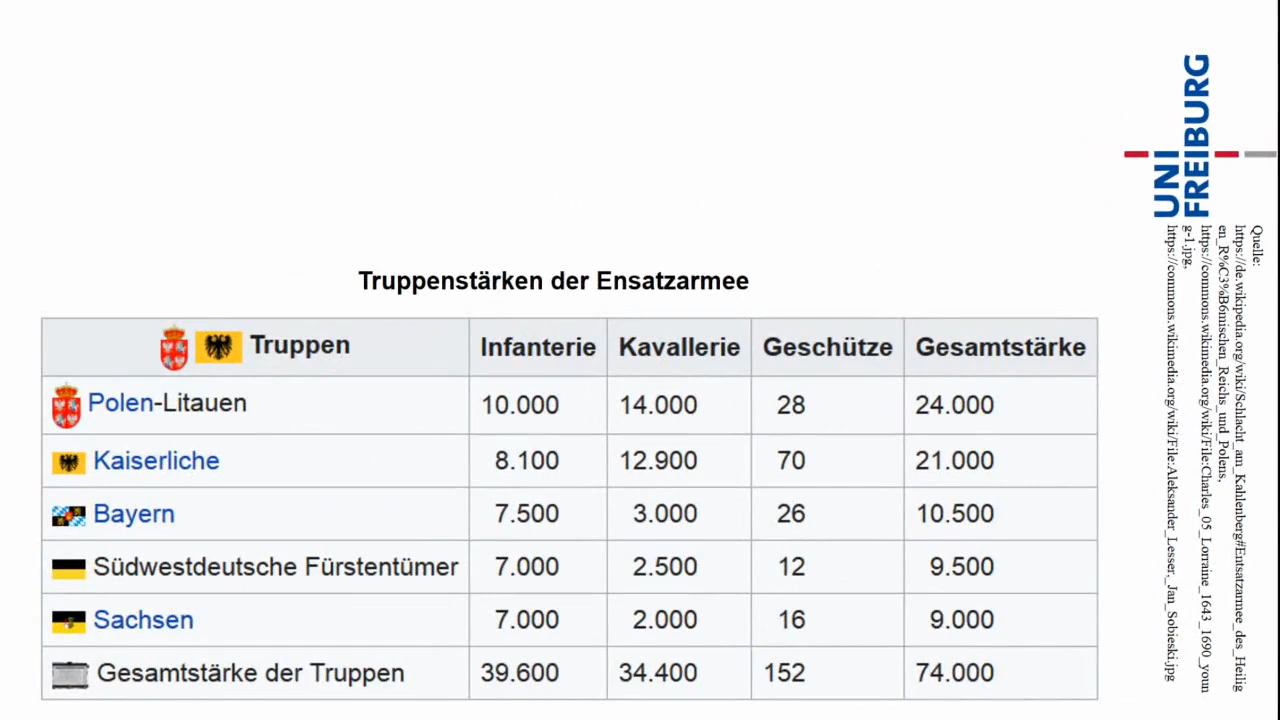 Truppenstärken der Ensatzarmee
Truppen Infanterie Kavallerie Geschütze Gesamtstärke
Polen-Litauen 10.000 14.000 28 24.000
Kaiserliche 8.100 12.900 70 21.000
Bayern 7.500 3.000 26 10.500
Südwestdeutsche Fürstentümer 7.000 2.500 12 9.500
Sachsen 7.000 2.000 16 9.000
Gesamtstärke der Truppen 39.600 34.400 152 74.000
UNI
FREIBURG
Quelle:
https://de.wikipedia.org/wiki/Schlacht_am_Kahlenberg#Entsatzarmee_des_Heilig
en_R%C3%B6mischen_Reichs_und_Polens,
https://commons.wikimedia.org/wiki/File:Charles_05_Lorraine_1643_1690_youn
g-1.jpg,
https://commons.wikimedia.org/wiki/File:Aleksander_Lesser,_Jan_Sobieski.jpg